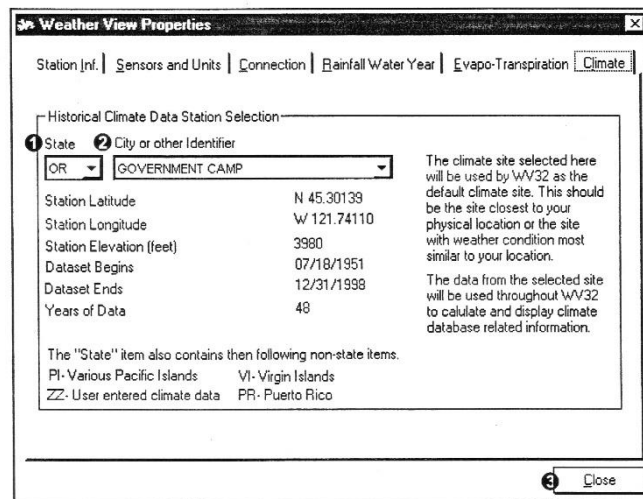 Weather View Properties
Station Inf. | Sensors and Units | Connection | Rainfall Water Year | Evapo-Transpiration | Climate
Historical Climate Data Station Selection
1 State 2 City or other Identifier
OR GOVERNMENT CAMP
Station Latitude N 45.30139
Station Longitude W 121.74110
Station Elevation (feet) 3980
Dataset Begins 07/18/1951
Dataset Ends 12/31/1998
Years of Data 48
The climate site selected here
will be used by WV32 as the
default climate site. This should
be the site closest to your
physical location or the site
with weather condition most
similar to your location.
The data from the selected site
will be used throughout WV32
to calulate and display climate
database related information.
The "State" item also contains then following non-state items.
PI- Various Pacific Islands VI- Virgin Islands
ZZ- User entered climate data PR- Puerto Rico
3 Close